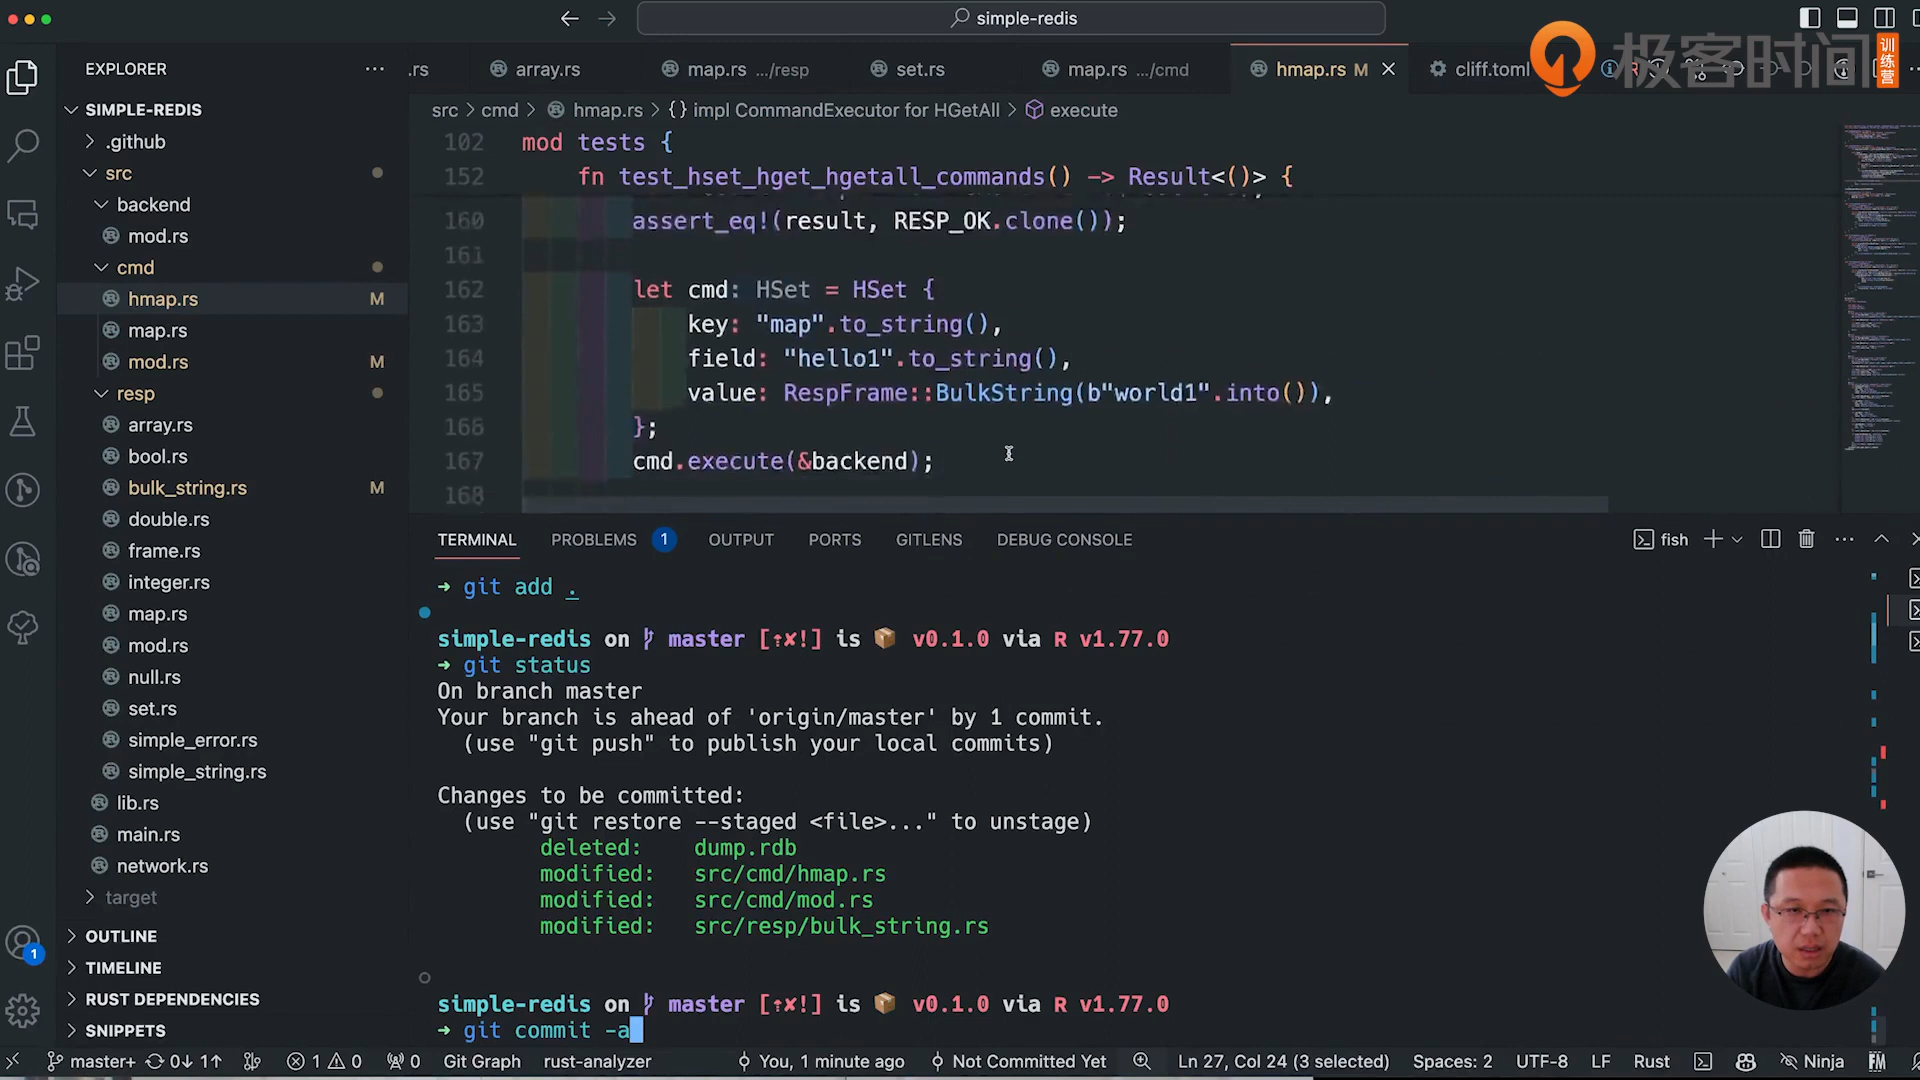 simple-redis
EXPLORER
.rs
array.rs
map.rs .../resp
set.rs
map.rs .../cmd
hmap.rs M
cliff.toml
极客时间
训练营
SIMPLE-REDIS
.github
src
backend
mod.rs
cmd
hmap.rs M
map.rs
mod.rs M
resp
array.rs
bool.rs
bulk_string.rs M
double.rs
frame.rs
integer.rs
map.rs
mod.rs
null.rs
set.rs
simple_error.rs
simple_string.rs
lib.rs
main.rs
network.rs
target
OUTLINE
TIMELINE
RUST DEPENDENCIES
SNIPPETS
1
src > cmd > hmap.rs > {} impl CommandExecutor for HGetAll > execute
102 mod tests {
152 fn test_hset_hget_hgetall_commands() -> Result<()> {
160 assert_eq!(result, RESP_OK.clone());
161
162 let cmd: HSet = HSet {
163 key: "map".to_string(),
164 field: "hello1".to_string(),
165 value: RespFrame::BulkString(b"world1".into()),
166 };
167 cmd.execute(&backend);
168
TERMINAL PROBLEMS 1 OUTPUT PORTS GITLENS DEBUG CONSOLE
fish
➜ git add .
simple-redis on master [⇡✘!] is 📦 v0.1.0 via R v1.77.0
➜ git status
On branch master
Your branch is ahead of 'origin/master' by 1 commit.
(use "git push" to publish your local commits)
Changes to be committed:
(use "git restore --staged <file>..." to unstage)
deleted: dump.rdb
modified: src/cmd/hmap.rs
modified: src/cmd/mod.rs
modified: src/resp/bulk_string.rs
simple-redis on master [⇡✘!] is 📦 v0.1.0 via R v1.77.0
➜ git commit -a
master+ 0↓ 1↑ 1 0 0 Git Graph rust-analyzer You, 1 minute ago Not Committed Yet Ln 27, Col 24 (3 selected) Spaces: 2 UTF-8 LF Rust Ninja